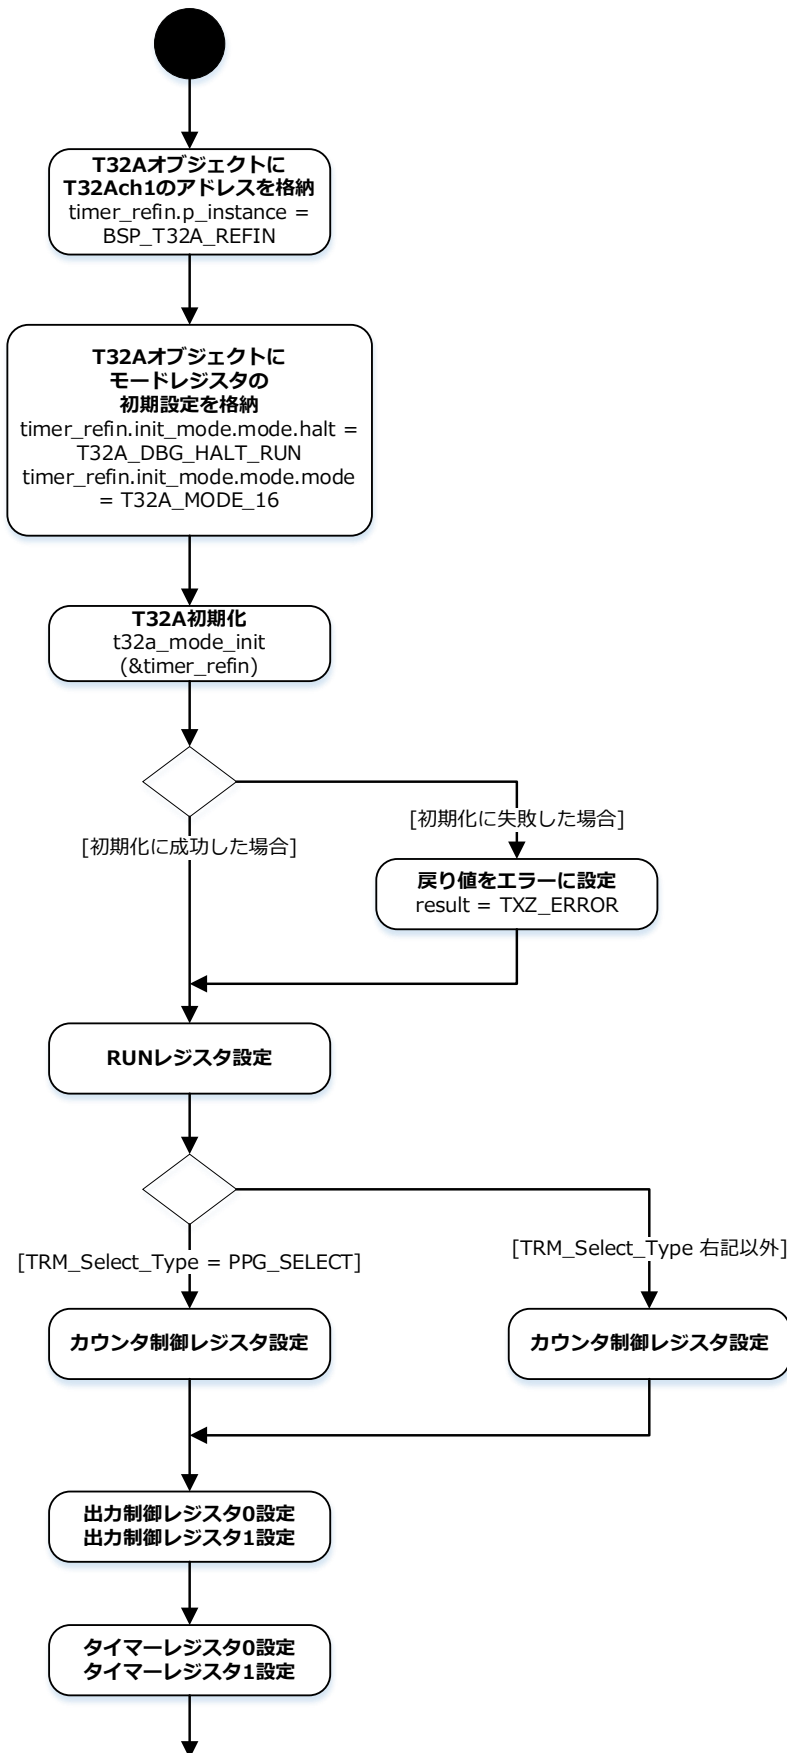 T32Aオブジェクトに
T32Ach1のアドレスを格納
timer_refin.p_instance =
BSP_T32A_REFIN
T32Aオブジェクトに
モードレジスタの
初期設定を格納
timer_refin.init_mode.mode.halt =
T32A_DBG_HALT_RUN
timer_refin.init_mode.mode.mode
= T32A_MODE_16
T32A初期化
t32a_mode_init
(&timer_refin)
[初期化に失敗した場合]
[初期化に成功した場合]
戻り値をエラーに設定
result = TXZ_ERROR
RUNレジスタ設定
[TRM_Select_Type = PPG_SELECT]
[TRM_Select_Type 右記以外]
カウンタ制御レジスタ設定
カウンタ制御レジスタ設定
出力制御レジスタ0設定
出力制御レジスタ1設定
タイマーレジスタ0設定
タイマーレジスタ1設定